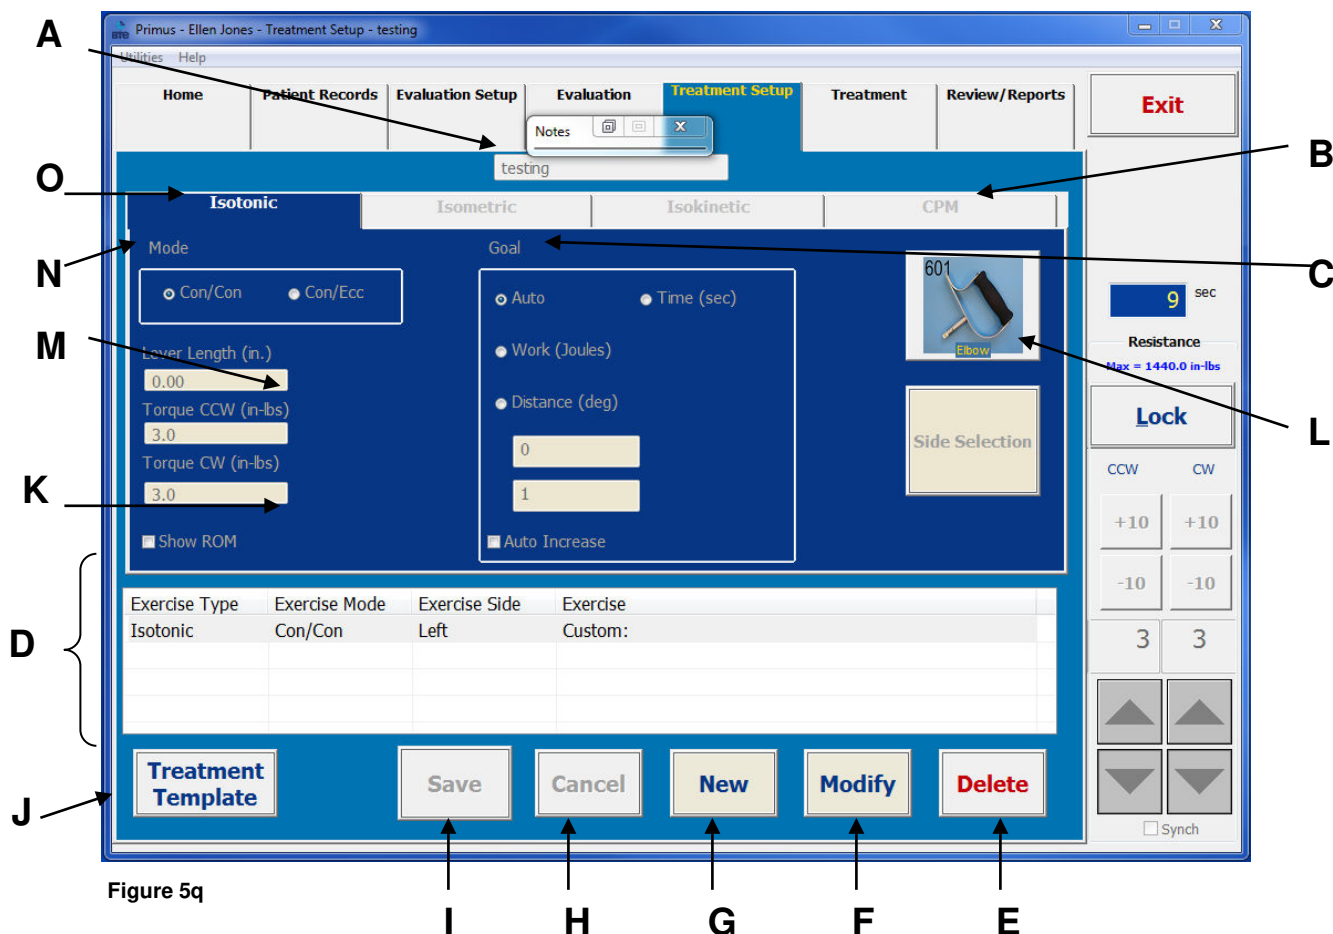 A
Primus - Ellen Jones - Treatment Setup - testing
Utilities Help
Home Patient Records Evaluation Setup Evaluation Treatment Setup Treatment Review/Reports
Exit
Notes
testing
B
O
Isotonic Isometric Isokinetic CPM
N
Mode
Goal
C
Con/Con Con/Ecc
Auto Time (sec)
601
Elbow
9 sec
M
Lever Length (in.)
Work (Joules)
Resistance
Max = 1440.0 in-lbs
0.00
Torque CCW (in-lbs)
Distance (deg)
Lock
L
3.0
Side Selection
Torque CW (in-lbs)
0
CCW CW
K
3.0
1
+10 +10
Show ROM
Auto Increase
-10 -10
D
Exercise Type Exercise Mode Exercise Side Exercise
Isotonic Con/Con Left Custom:
3 3
J
Treatment
Template
Save
Cancel
New
Modify
Delete
Synch
Figure 5q
I H G F E